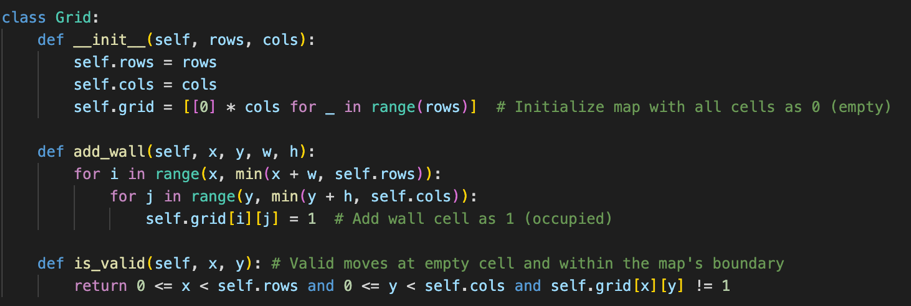 class Grid:
    def __init__(self, rows, cols):
        self.rows = rows
        self.cols = cols
        self.grid = [[0] * cols for _ in range(rows)]  # Initialize map with all cells as 0 (empty)

    def add_wall(self, x, y, w, h):
        for i in range(x, min(x + w, self.rows)):
            for j in range(y, min(y + h, self.cols)):
                self.grid[i][j] = 1  # Add wall cell as 1 (occupied)

    def is_valid(self, x, y): # Valid moves at empty cell and within the map's boundary
        return 0 <= x < self.rows and 0 <= y < self.cols and self.grid[x][y] != 1